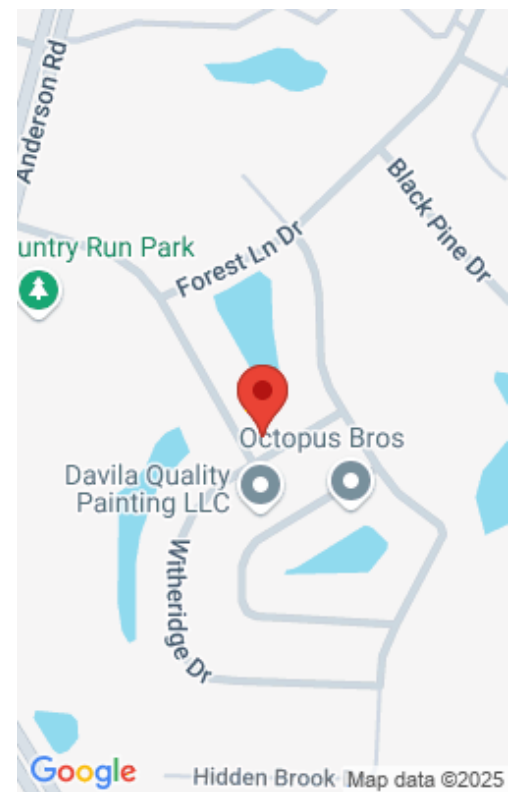 Anderson Rd
Black Pine Dr
Forest Ln Dr
untry Run Park
Octopus Bros
Davila Quality
Painting LLC
Witheridge Dr
Hidden Brook
Google
Map data ©2025